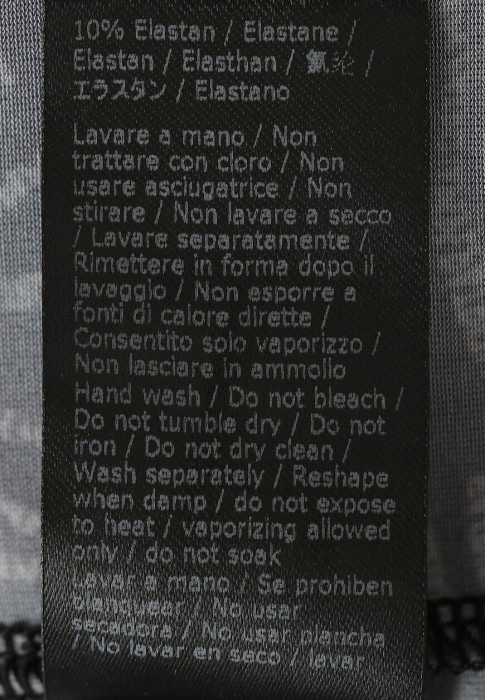 10% Elastan / Elastane /
Elastan / Elasthan / 氨纶 /
エラスタン / Elastano
Lavare a mano / Non
trattare con cloro / Non
usare asciugatrice / Non
stirare / Non lavare a secco
/ Lavare separatamente /
Rimettere in forma dopo il
lavaggio / Non esporre a
fonti di calore dirette /
Consentito solo vaporizzo /
Non lasciare in ammollo
Hand wash / Do not bleach /
Do not tumble dry / Do not
iron / Do not dry clean /
Wash separately / Reshape
when damp / do not expose
to heat / vaporizing allowed
only / do not soak
Lavar a mano / Se prohiben
blanquear / No usar
secadora / No usar plancha
/ No lavar en seco / lavar